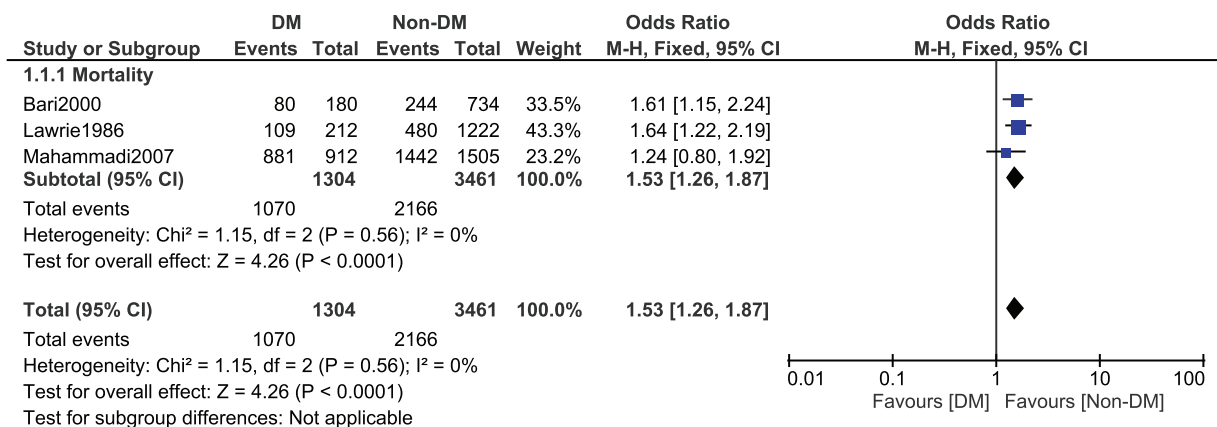 DM Non-DM Odds Ratio Odds Ratio
Study or Subgroup Events Total Events Total Weight M-H, Fixed, 95% CI M-H, Fixed, 95% CI
1.1.1 Mortality
Bari2000 80 180 244 734 33.5% 1.61 [1.15, 2.24]
Lawrie1986 109 212 480 1222 43.3% 1.64 [1.22, 2.19]
Mahammadi2007 881 912 1442 1505 23.2% 1.24 [0.80, 1.92]
Subtotal (95% CI) 1304 3461 100.0% 1.53 [1.26, 1.87]
Total events 1070 2166
Heterogeneity: Chi² = 1.15, df = 2 (P = 0.56); I² = 0%
Test for overall effect: Z = 4.26 (P < 0.0001)
Total (95% CI) 1304 3461 100.0% 1.53 [1.26, 1.87]
Total events 1070 2166
Heterogeneity: Chi² = 1.15, df = 2 (P = 0.56); I² = 0%
Test for overall effect: Z = 4.26 (P < 0.0001)
Test for subgroup differences: Not applicable
0.01 0.1 1 10 100
Favours [DM] Favours [Non-DM]